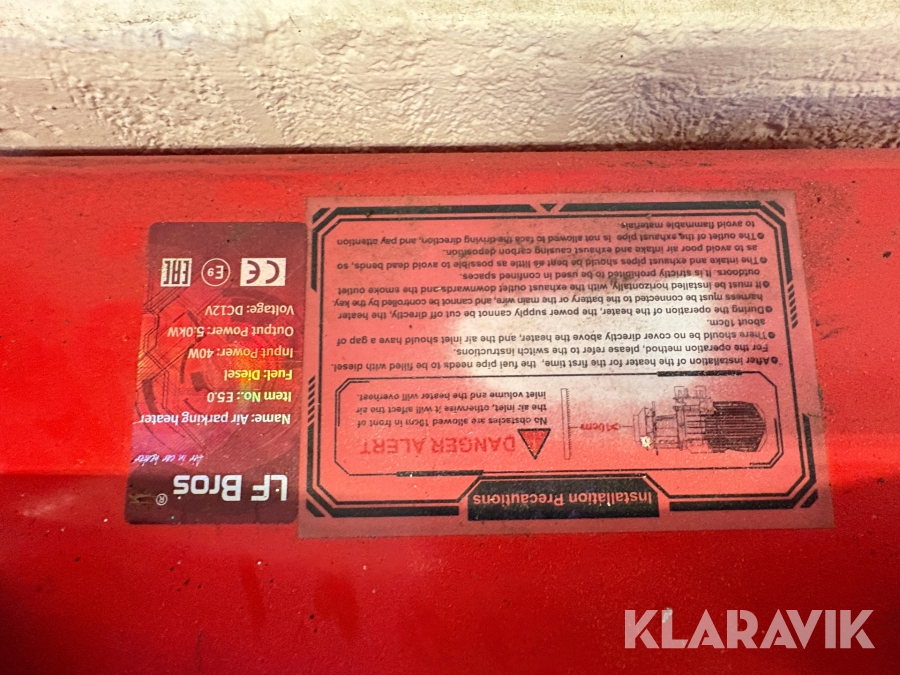 LF Bros®
Air in car heater
Name: Air parking heater
Item No.: E5.0
Fuel: Diesel
Input Power: 40W
Output Power: 5.0kW
Voltage: DC12V
CE E9 EAC
Installation Precautions
DANGER ALERT
No obstacles are allowed 10cm in front of
the air inlet, otherwise it will affect the air
inlet volume and the heater will overheat.
>10cm
●After installation of the heater for the first time, the fuel pipe needs to be filled with diesel.
For the operation method, please refer to the switch instructions.
●There should be no cover directly above the heater, and the air inlet should have a gap of
about 10cm.
●During the operation of the heater, the power supply cannot be cut off directly, the heater
harness must be connected to the battery or the main wire, and cannot be controlled by the key.
●It must be installed horizontally, with the exhaust outlet downwards and the smoke outlet
outdoors. It is strictly prohibited to be used in confined spaces.
●The intake and exhaust pipes should be beat as little as possible to avoid dead bends, so
as to avoid poor air intake and exhaust causing carbon deposition.
●The outlet of the exhaust pipe is not allowed to face the driving direction, and pay attention
to avoid flammable materials.
KLARAVIK